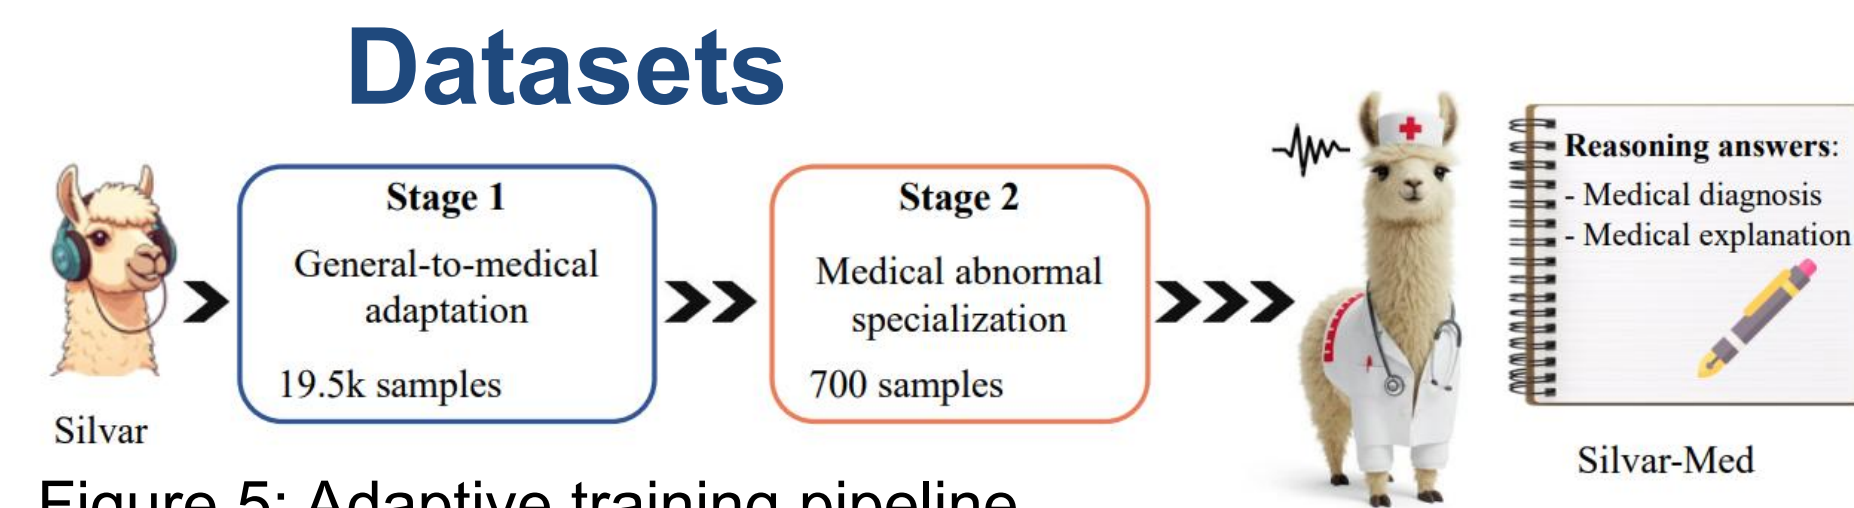 Datasets
Stage 1
General-to-medical
adaptation
19.5k samples
Stage 2
Medical abnormal
specialization
700 samples
Reasoning answers:
- Medical diagnosis
- Medical explanation
Silvar
Silvar-Med
Figure 5: Adaptive training pipeline